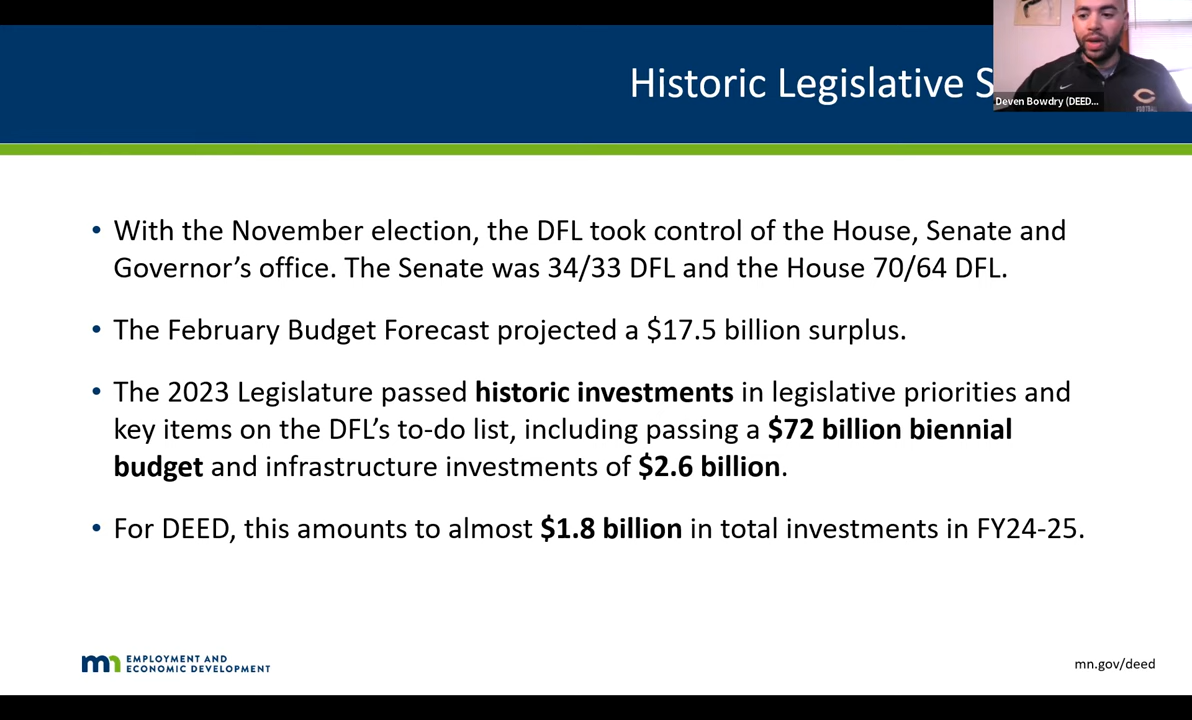 Historic Legislative S
Deven Bowdry (DEED...
• With the November election, the DFL took control of the House, Senate and
Governor’s office. The Senate was 34/33 DFL and the House 70/64 DFL.
• The February Budget Forecast projected a $17.5 billion surplus.
• The 2023 Legislature passed historic investments in legislative priorities and
key items on the DFL’s to-do list, including passing a $72 billion biennial
budget and infrastructure investments of $2.6 billion.
• For DEED, this amounts to almost $1.8 billion in total investments in FY24-25.
mn EMPLOYMENT AND
ECONOMIC DEVELOPMENT
mn.gov/deed